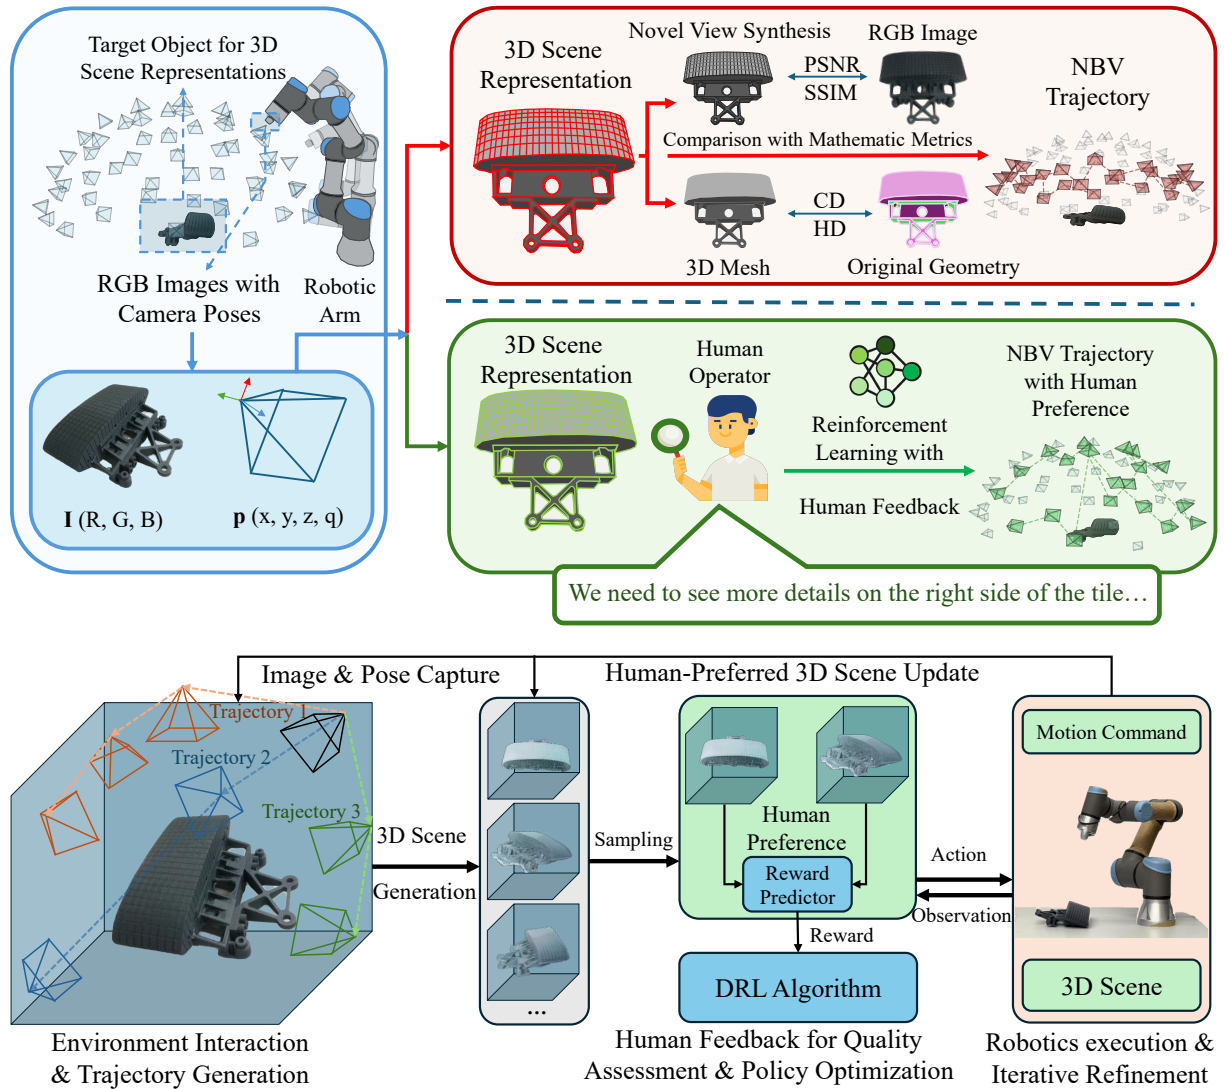 Target Object for 3D
Scene Representations
RGB Images with
Camera Poses
Robotic
Arm
I (R, G, B)
p (x, y, z, q)
3D Scene
Representation
Novel View Synthesis
RGB Image
PSNR
SSIM
Comparison with Mathematic Metrics
CD
HD
3D Mesh
Original Geometry
NBV
Trajectory
3D Scene
Representation
Human
Operator
Reinforcement
Learning with
Human Feedback
NBV Trajectory
with Human
Preference
We need to see more details on the right side of the tile…
Image & Pose Capture
Human-Preferred 3D Scene Update
Trajectory 1
Trajectory 2
Trajectory 3
3D Scene
Generation
...
Sampling
Human
Preference
Reward
Predictor
Reward
DRL Algorithm
Action
Observation
Motion Command
3D Scene
Environment Interaction
& Trajectory Generation
Human Feedback for Quality
Assessment & Policy Optimization
Robotics execution &
Iterative Refinement